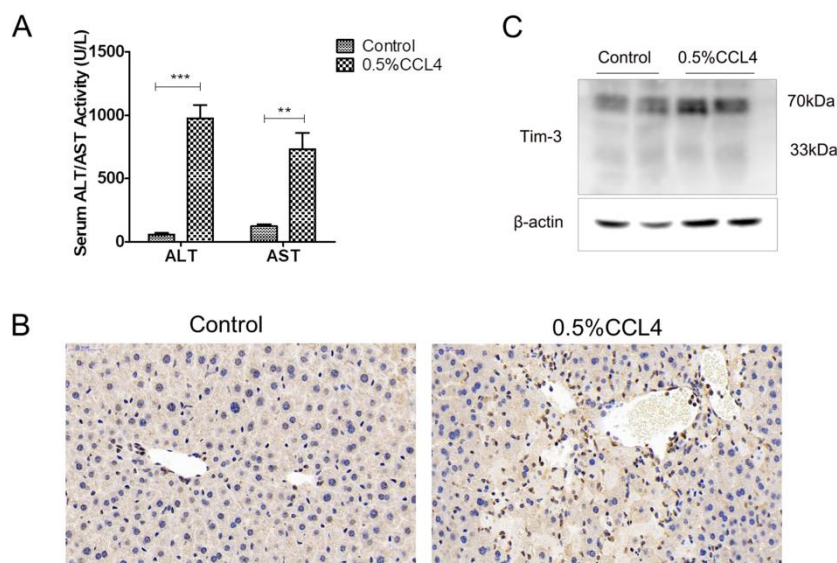 A
Serum ALT/AST Activity (U/L)
1500
1000
500
0
***
**
ALT
AST
Control
0.5%CCL4
C
Control
0.5%CCL4
Tim-3
70kDa
33kDa
β-actin
B
Control
0.5%CCL4